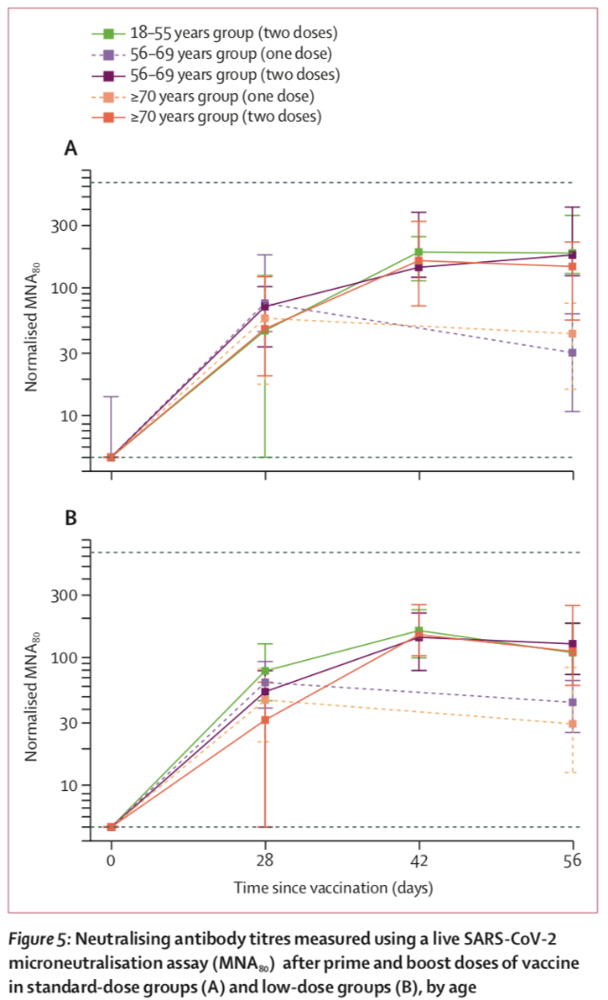 18–55 years group (two doses)
56–69 years group (one dose)
56–69 years group (two doses)
≥70 years group (one dose)
≥70 years group (two doses)
A
300
100
30
10
Normalised MNA₈₀
B
300
100
30
10
Normalised MNA₈₀
0 28 42 56
Time since vaccination (days)
Figure 5: Neutralising antibody titres measured using a live SARS-CoV-2
microneutralisation assay (MNA₈₀) after prime and boost doses of vaccine
in standard-dose groups (A) and low-dose groups (B), by age